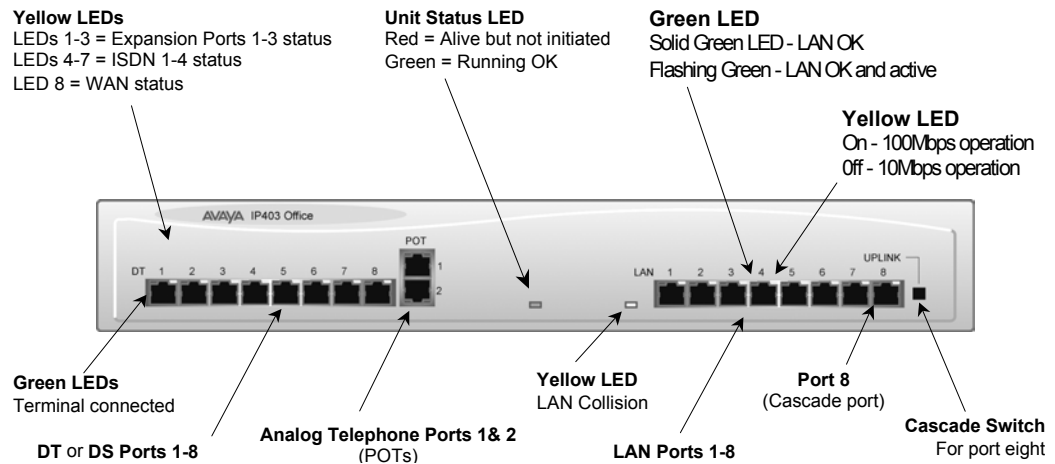 Yellow LEDs
LEDs 1-3 = Expansion Ports 1-3 status
LEDs 4-7 = ISDN 1-4 status
LED 8 = WAN status
Unit Status LED
Red = Alive but not initiated
Green = Running OK
Green LED
Solid Green LED - LAN OK
Flashing Green - LAN OK and active
Yellow LED
On - 100Mbps operation
0ff - 10Mbps operation
AVAYA IP403 Office
POT
1
2
DT 1 2 3 4 5 6 7 8
LAN 1 2 3 4 5 6 7 8
UPLINK
Green LEDs
Terminal connected
DT or DS Ports 1-8
Analog Telephone Ports 1& 2
(POTs)
Yellow LED
LAN Collision
LAN Ports 1-8
Port 8
(Cascade port)
Cascade Switch
For port eight